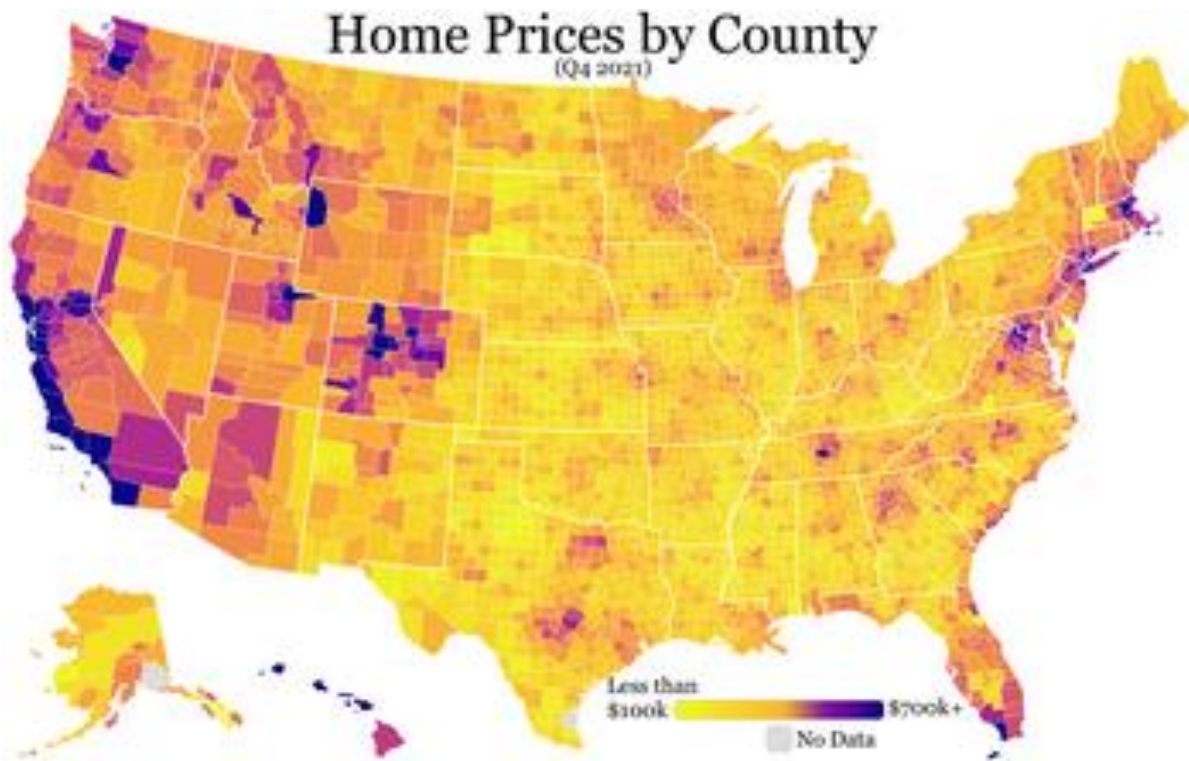 Home Prices by County
(Q4 2021)
Less than
$100k
$700k+
No Data